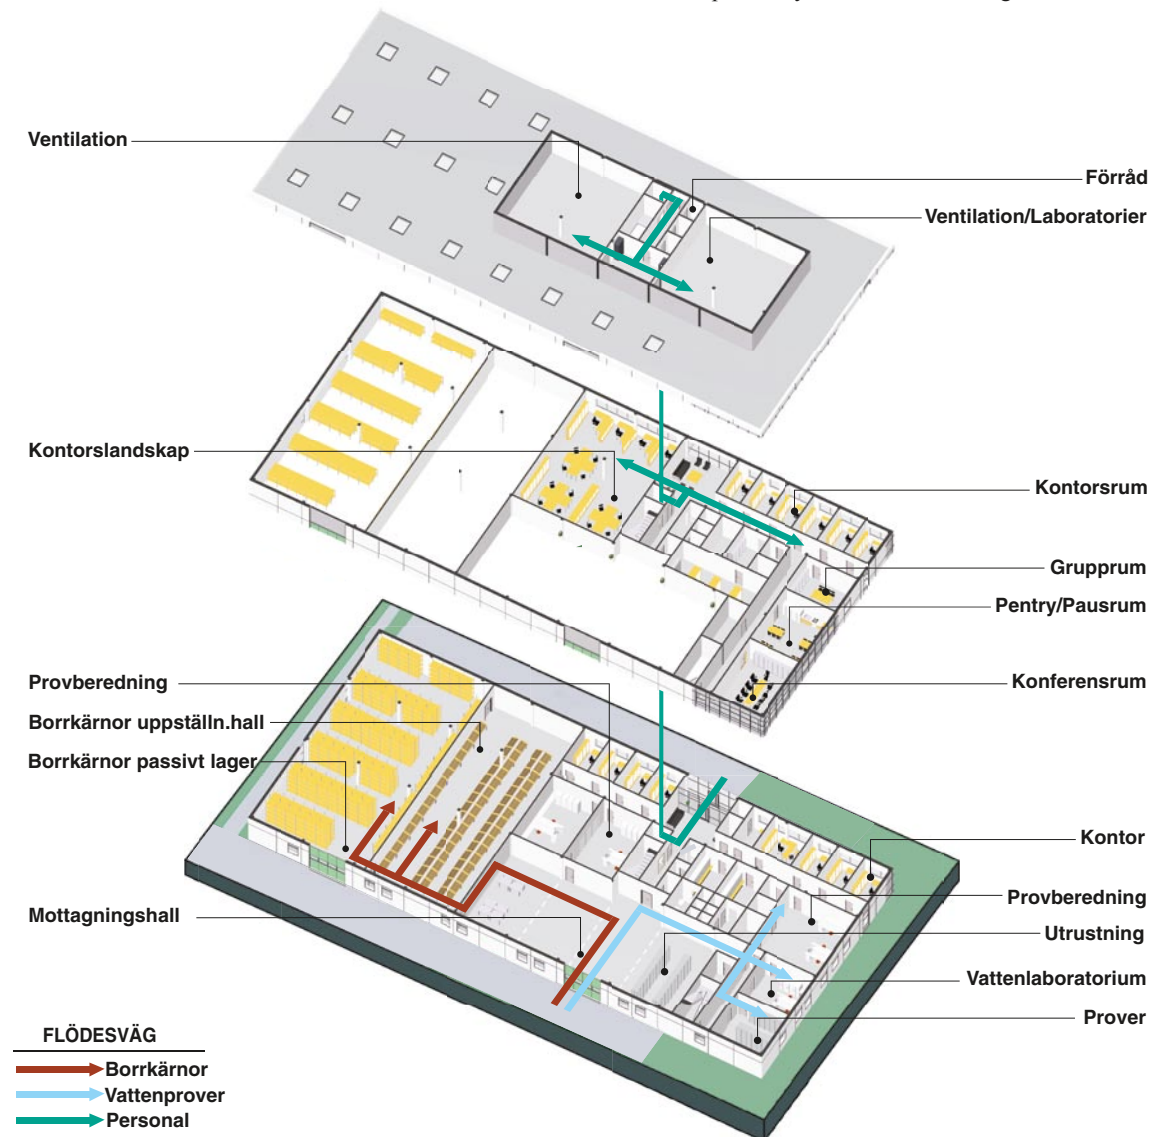 Ventilation
Förråd
Ventilation/Laboratorier
Kontorslandskap
Kontorsrum
Grupprum
Pentry/Pausrum
Konferensrum
Provberedning
Borrkärnor uppställn.hall
Borrkärnor passivt lager
Kontor
Provberedning
Mottagningshall
Utrustning
Vattenlaboratorium
Prover
FLÖDESVÄG
Borrkärnor
Vattenprover
Personal